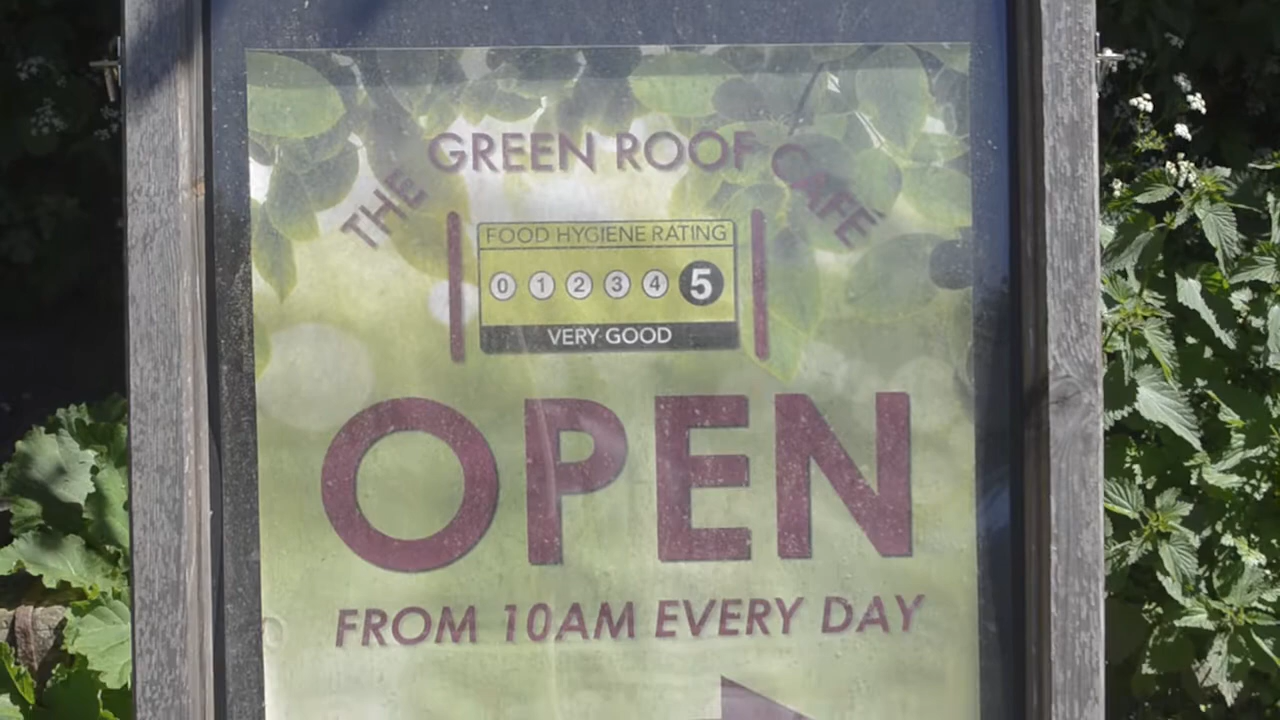 THE GREEN ROOF CAFÉ
FOOD HYGIENE RATING
0 1 2 3 4 5
VERY GOOD
OPEN
FROM 10AM EVERY DAY